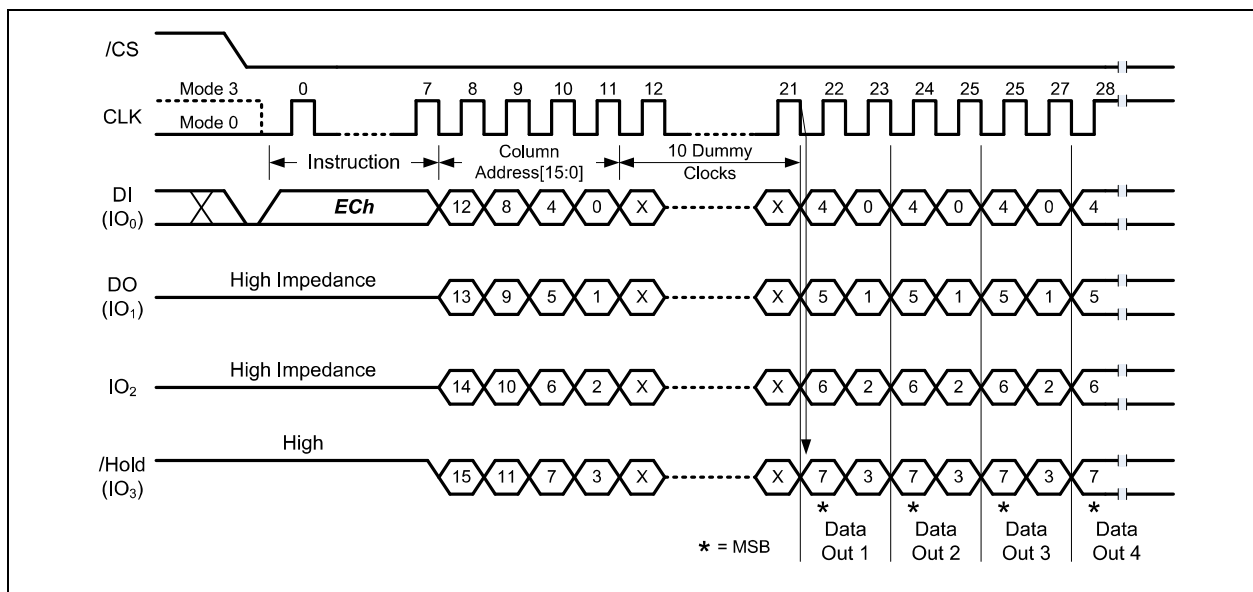 /CS
Mode 3 0 7 8 9 10 11 12 21 22 23 24 25 25 27 28
CLK
Mode 0
Instruction Column Address[15:0] 10 Dummy Clocks
DI
(IO₀)
ECh 12 8 4 0 X X 4 0 4 0 4 0 4
DO
(IO₁)
High Impedance 13 9 5 1 X X 5 1 5 1 5 1 5
IO₂
High Impedance 14 10 6 2 X X 6 2 6 2 6 2 6
/Hold
(IO₃)
High 15 11 7 3 X X 7 3 7 3 7 3 7
* * * *
* = MSB
Data Out 1 Data Out 2 Data Out 3 Data Out 4